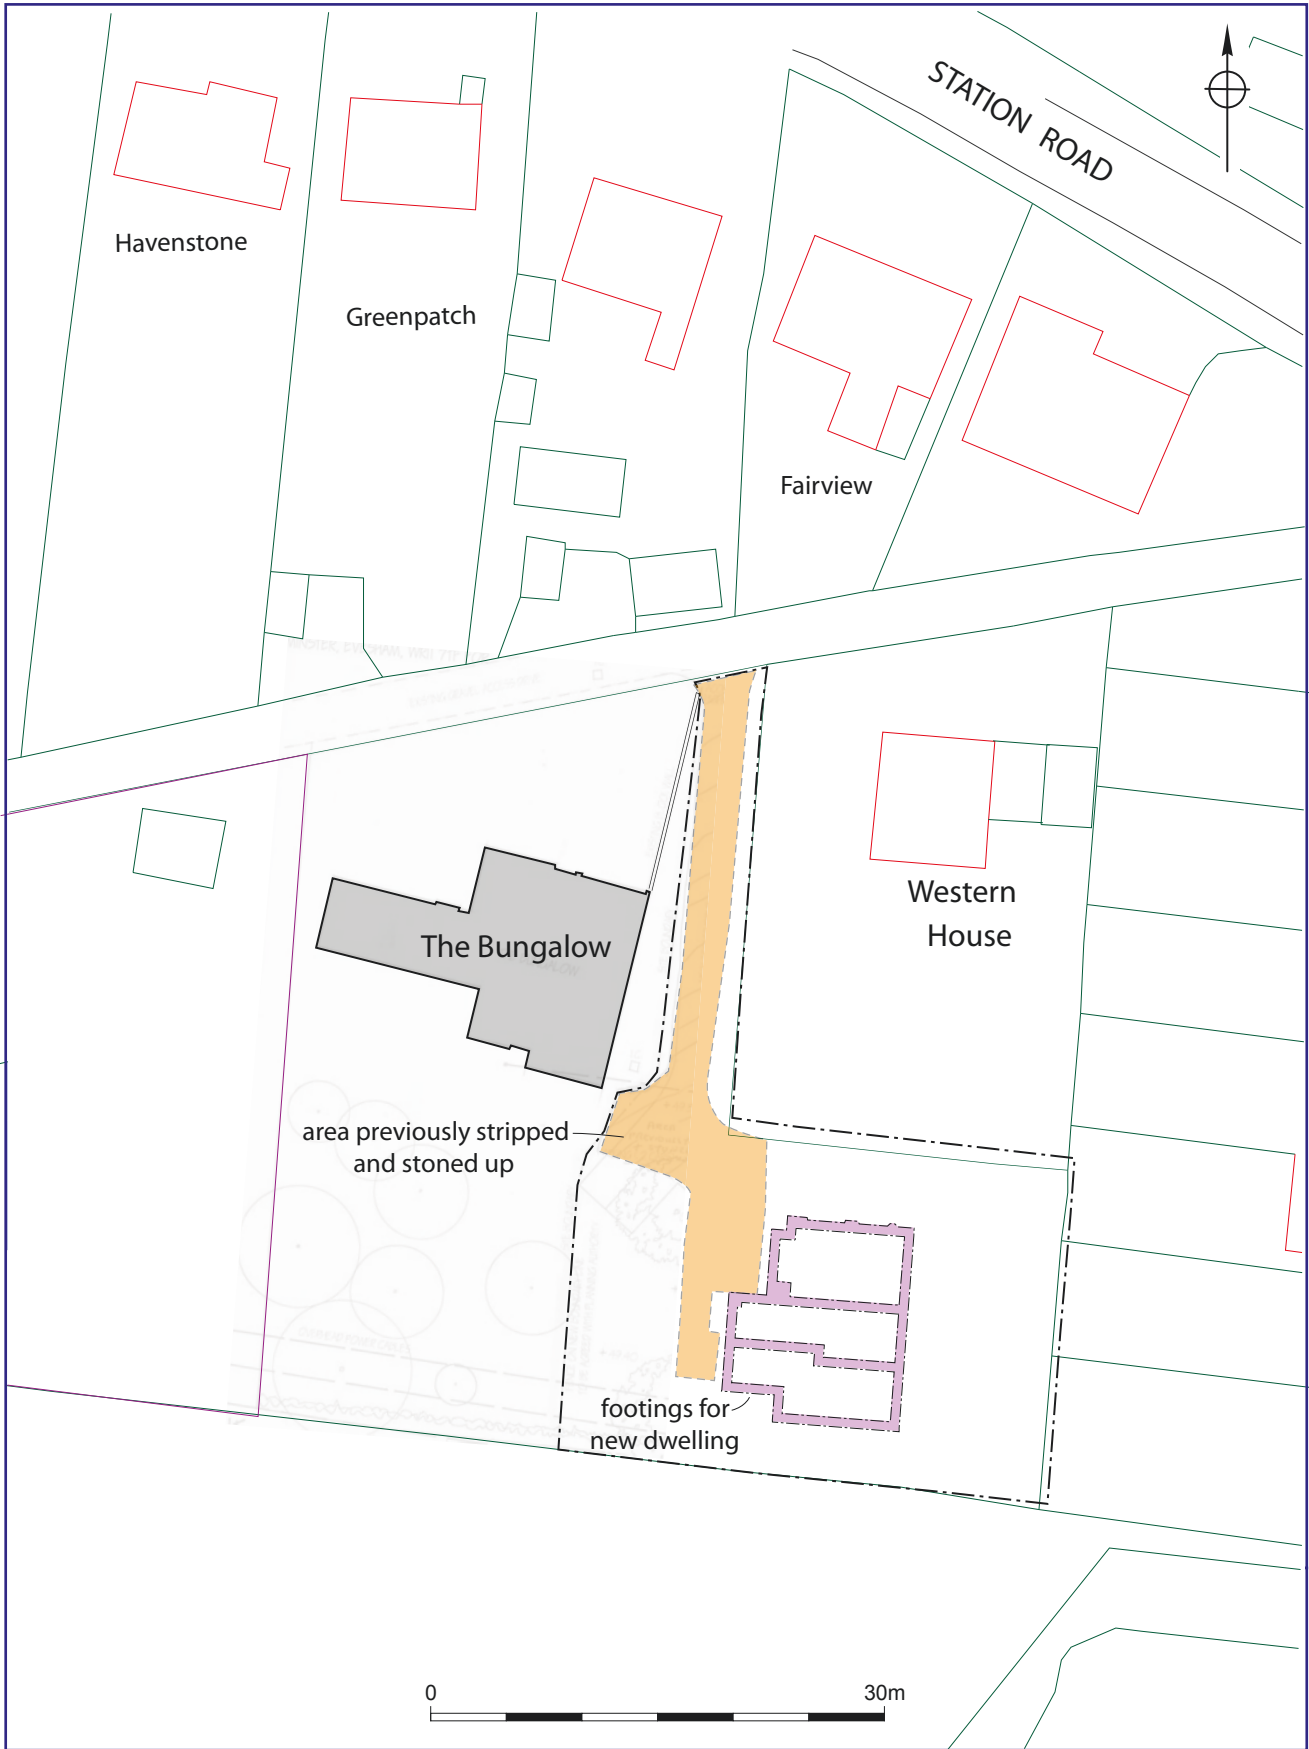 STATION ROAD
Havenstone
Greenpatch
Fairview
Western
House
The Bungalow
area previously stripped
and stoned up
footings for
new dwelling
0 30m